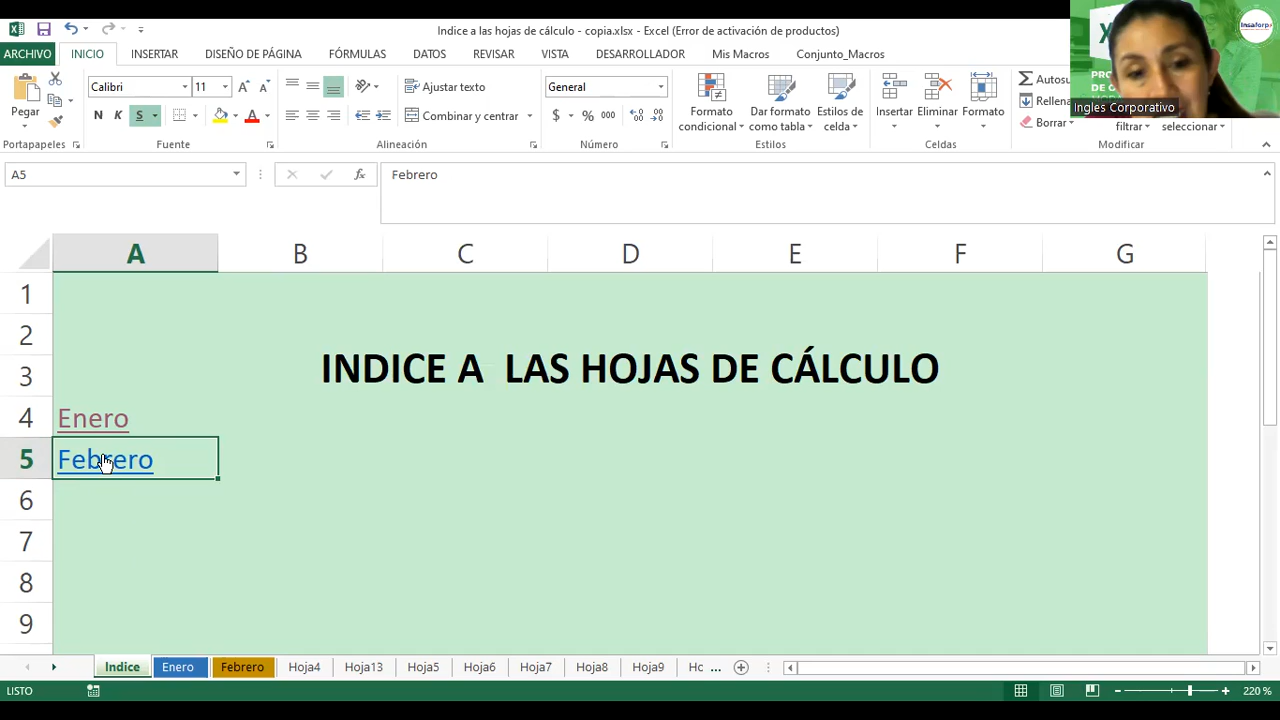 Indice a las hojas de cálculo - copia.xlsx - Excel (Error de activación de productos)
Insaforp
ARCHIVO INICIO INSERTAR DISEÑO DE PÁGINA FÓRMULAS DATOS REVISAR VISTA DESARROLLADOR Mis Macros Conjunto_Macros
Pegar
Calibri 11
N K S
Ajustar texto
Combinar y centrar
General
$ % 000
Formato condicional
Dar formato como tabla
Estilos de celda
Insertar Eliminar Formato
Autosu
Rellena
Borrar
filtrar seleccionar
Ingles Corporativo
Portapapeles Fuente Alineación Número Estilos Celdas Modificar
A5 fx Febrero
A B C D E F G
1
2
3 INDICE A LAS HOJAS DE CÁLCULO
4 Enero
5 Febrero
6
7
8
9
Indice Enero Febrero Hoja4 Hoja13 Hoja5 Hoja6 Hoja7 Hoja8 Hoja9 Hc ...
LISTO 220 %